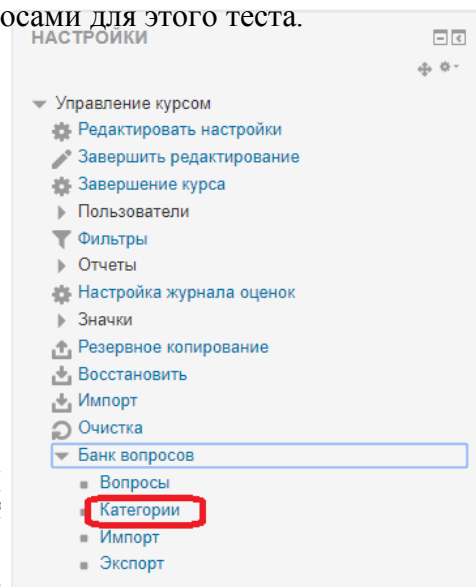 осами для этого теста.
НАСТРОЙКИ
Управление курсом
Редактировать настройки
Завершить редактирование
Завершение курса
Пользователи
Фильтры
Отчеты
Настройка журнала оценок
Значки
Резервное копирование
Восстановить
Импорт
Очистка
Банк вопросов
Вопросы
Категории
Импорт
Экспорт